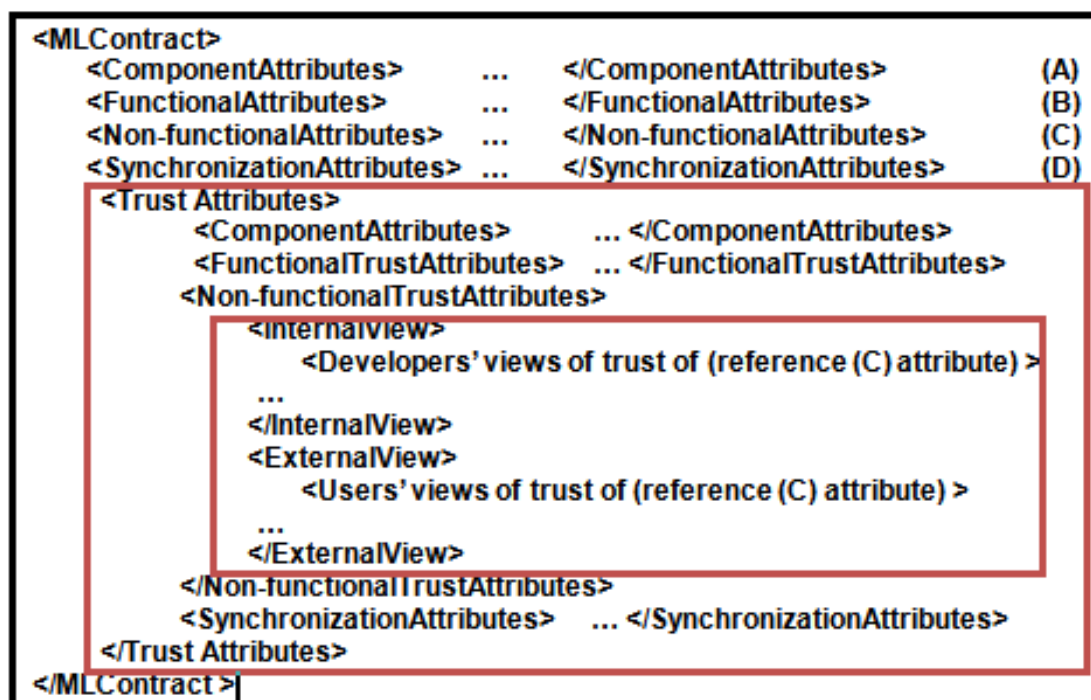 <MLContract>
<ComponentAttributes> ... </ComponentAttributes> (A)
<FunctionalAttributes> ... </FunctionalAttributes> (B)
<Non-functionalAttributes> ... </Non-functionalAttributes> (C)
<SynchronizationAttributes> ... </SynchronizationAttributes> (D)
<Trust Attributes>
<ComponentAttributes> ... </ComponentAttributes>
<FunctionalTrustAttributes> ... </FunctionalTrustAttributes>
<Non-functionalTrustAttributes>
<InternalView>
<Developers' views of trust of (reference (C) attribute) >
...
</InternalView>
<ExternalView>
<Users' views of trust of (reference (C) attribute) >
...
</ExternalView>
</Non-functionalTrustAttributes>
<SynchronizationAttributes> ... </SynchronizationAttributes>
</Trust Attributes>
</MLContract >